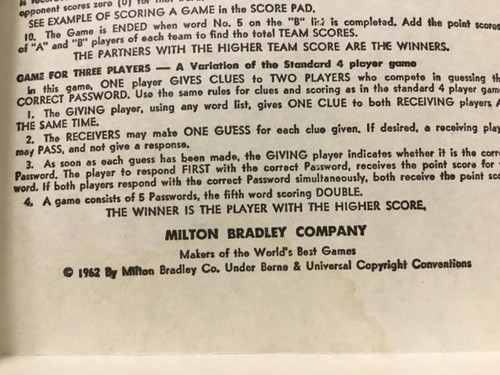 opponent scores zero (0) for that
SEE EXAMPLE OF SCORING A GAME in the SCORE PAD.
10. The Game is ENDED when word No. 5 on the "B" list is completed. Add the point scores
of "A" and "B" players of each team to find the total TEAM SCORES.
THE PARTNERS WITH THE HIGHER TEAM SCORE ARE THE WINNERS.
GAME FOR THREE PLAYERS — A Variation of the Standard 4 player game
In this game, ONE player GIVES CLUES to TWO PLAYERS who compete in guessing the
CORRECT PASSWORD. Use the same rules for clues and scoring as in the standard 4 player game
1. The GIVING player, using any word list, gives ONE CLUE to both RECEIVING players
THE SAME TIME.
2. The RECEIVERS may make ONE GUESS for each clue given. If desired, a receiving
may PASS, and not give a response.
3. As soon as each guess has been made, the GIVING player indicates whether it is the
Password. The player to respond FIRST with the correct Password, receives the point score for
word. If both players respond with the correct Password simultaneously, both receive the point
4. A game consists of 5 Passwords, the fifth word scoring DOUBLE.
THE WINNER IS THE PLAYER WITH THE HIGHER SCORE.
MILTON BRADLEY COMPANY
Makers of the World's Best Games
© 1962 By Milton Bradley Co. Under Berne & Universal Copyright Conventions